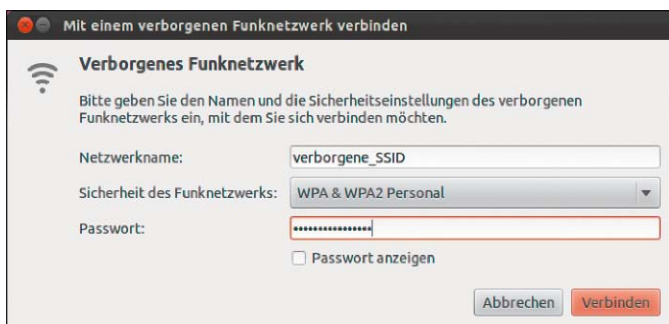 Mit einem verborgenen Funknetzwerk verbinden
Verborgenes Funknetzwerk
Bitte geben Sie den Namen und die Sicherheitseinstellungen des verborgenen
Funknetzwerks ein, mit dem Sie sich verbinden möchten.
Netzwerkname: verborgene_SSID
Sicherheit des Funknetzwerks: WPA & WPA2 Personal
Passwort: ••••••••••••••••
Passwort anzeigen
Abbrechen Verbinden